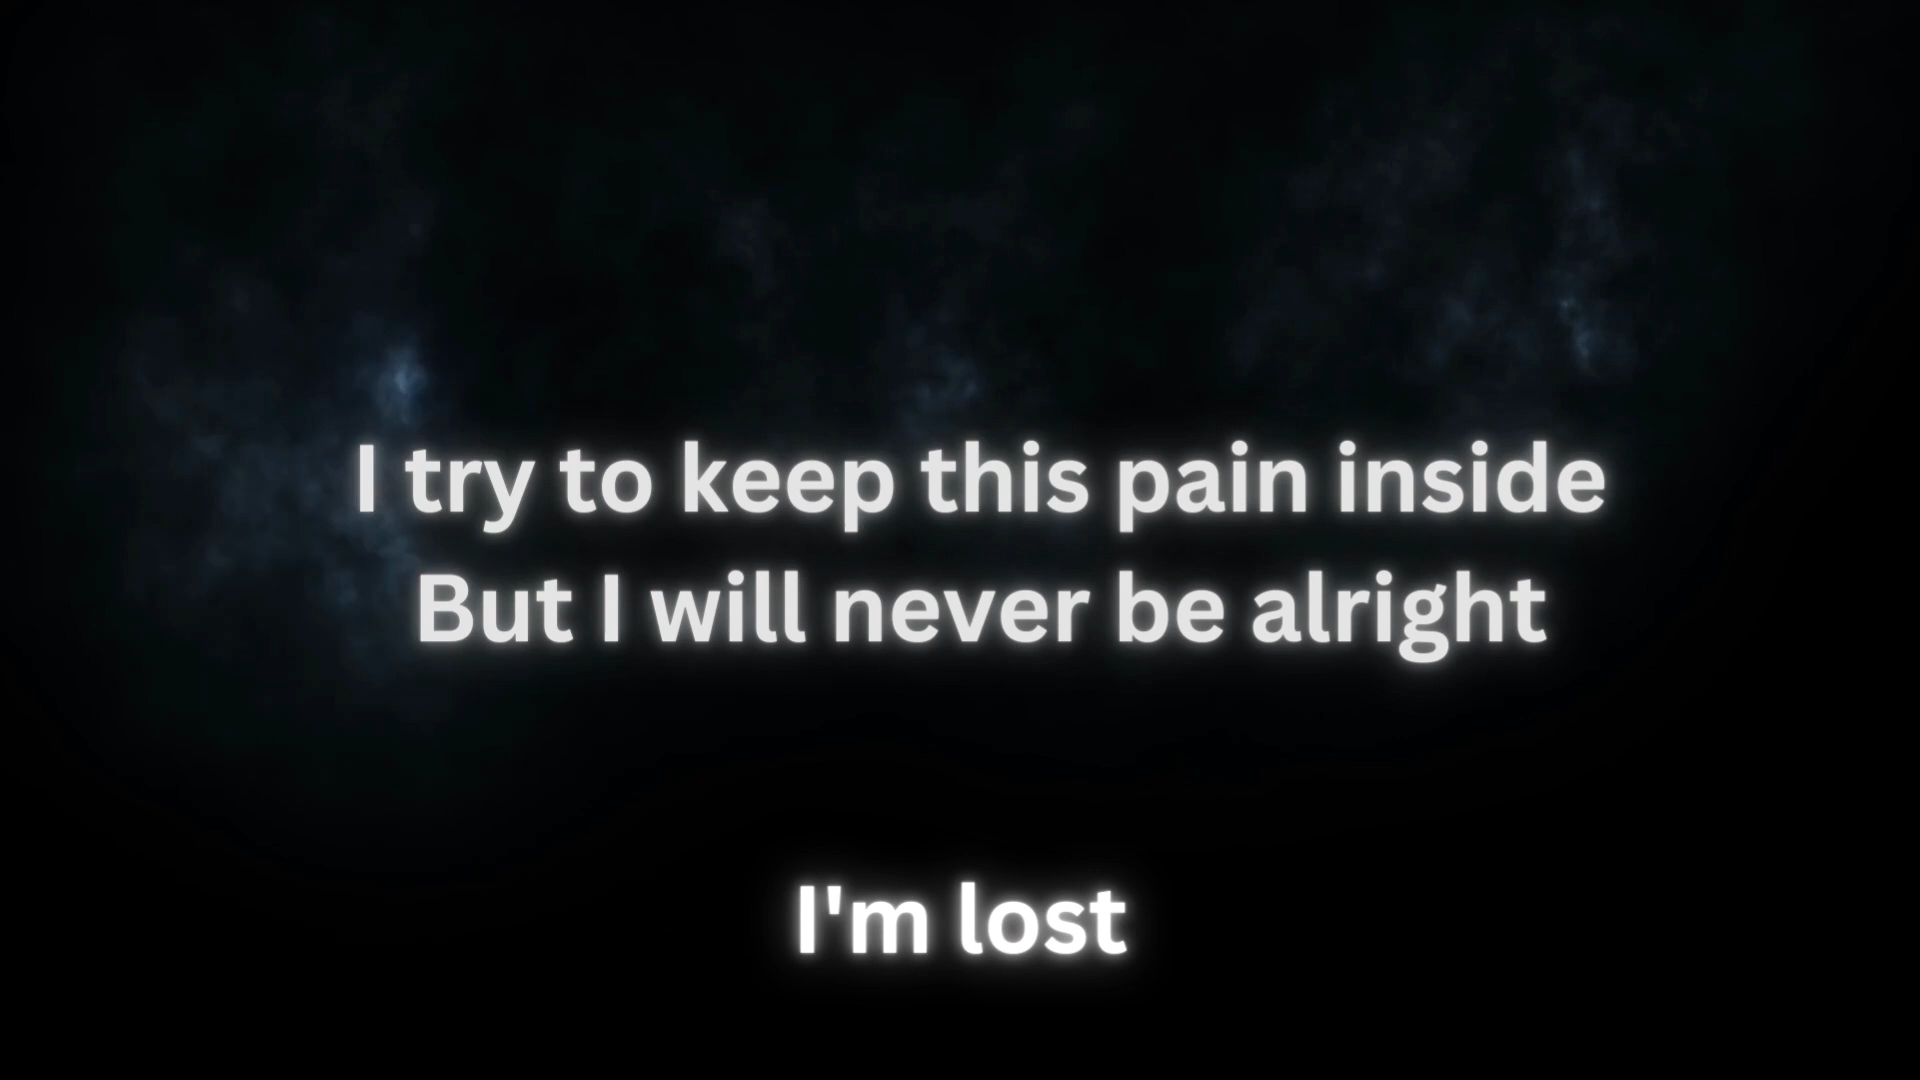 I try to keep this pain inside
But I will never be alright
I'm lost